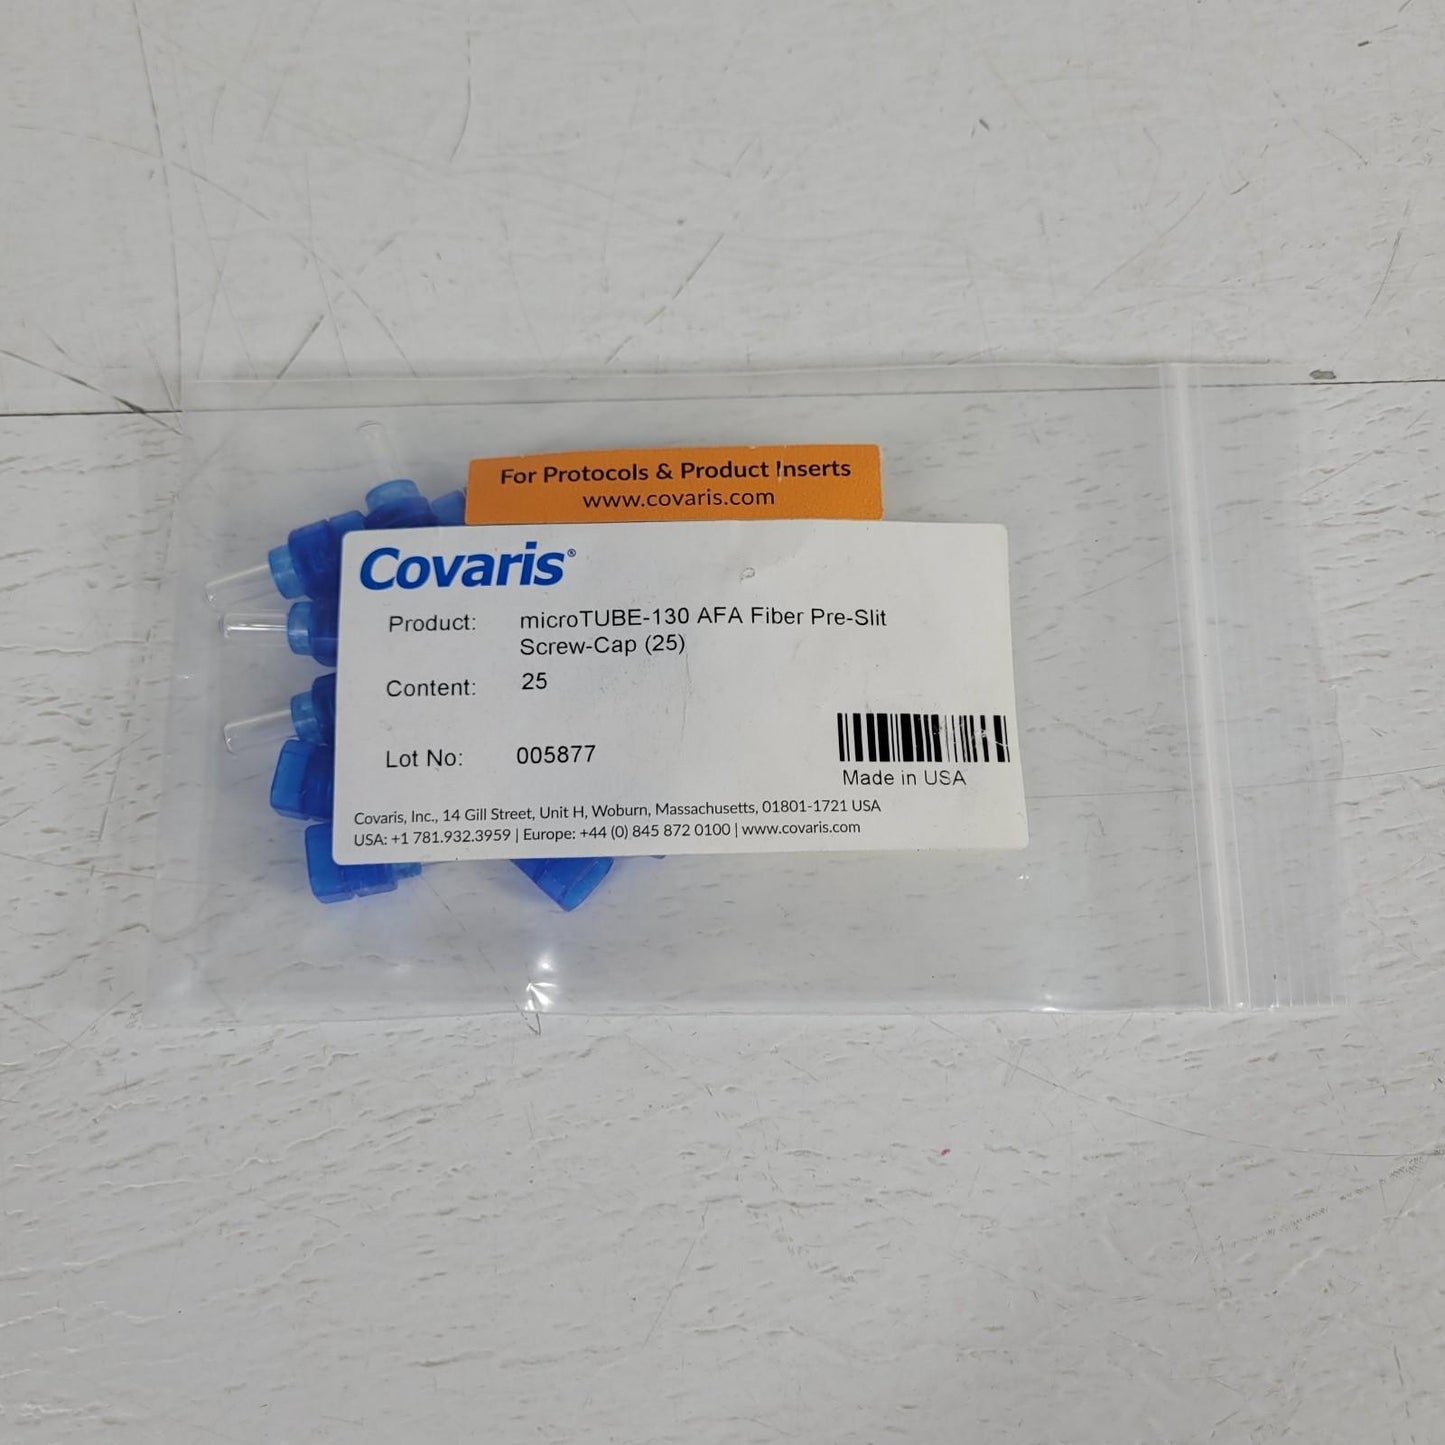 For Protocols & Product Inserts
www.covaris.com
Covaris®
Product: microTUBE-130 AFA Fiber Pre-Slit
Screw-Cap (25)
Content: 25
Lot No: 005877
Made in USA
Covaris, Inc., 14 Gill Street, Unit H, Woburn, Massachusetts, 01801-1721 USA
USA: +1 781.932.3959 | Europe: +44 (0) 845 872 0100 | www.covaris.com